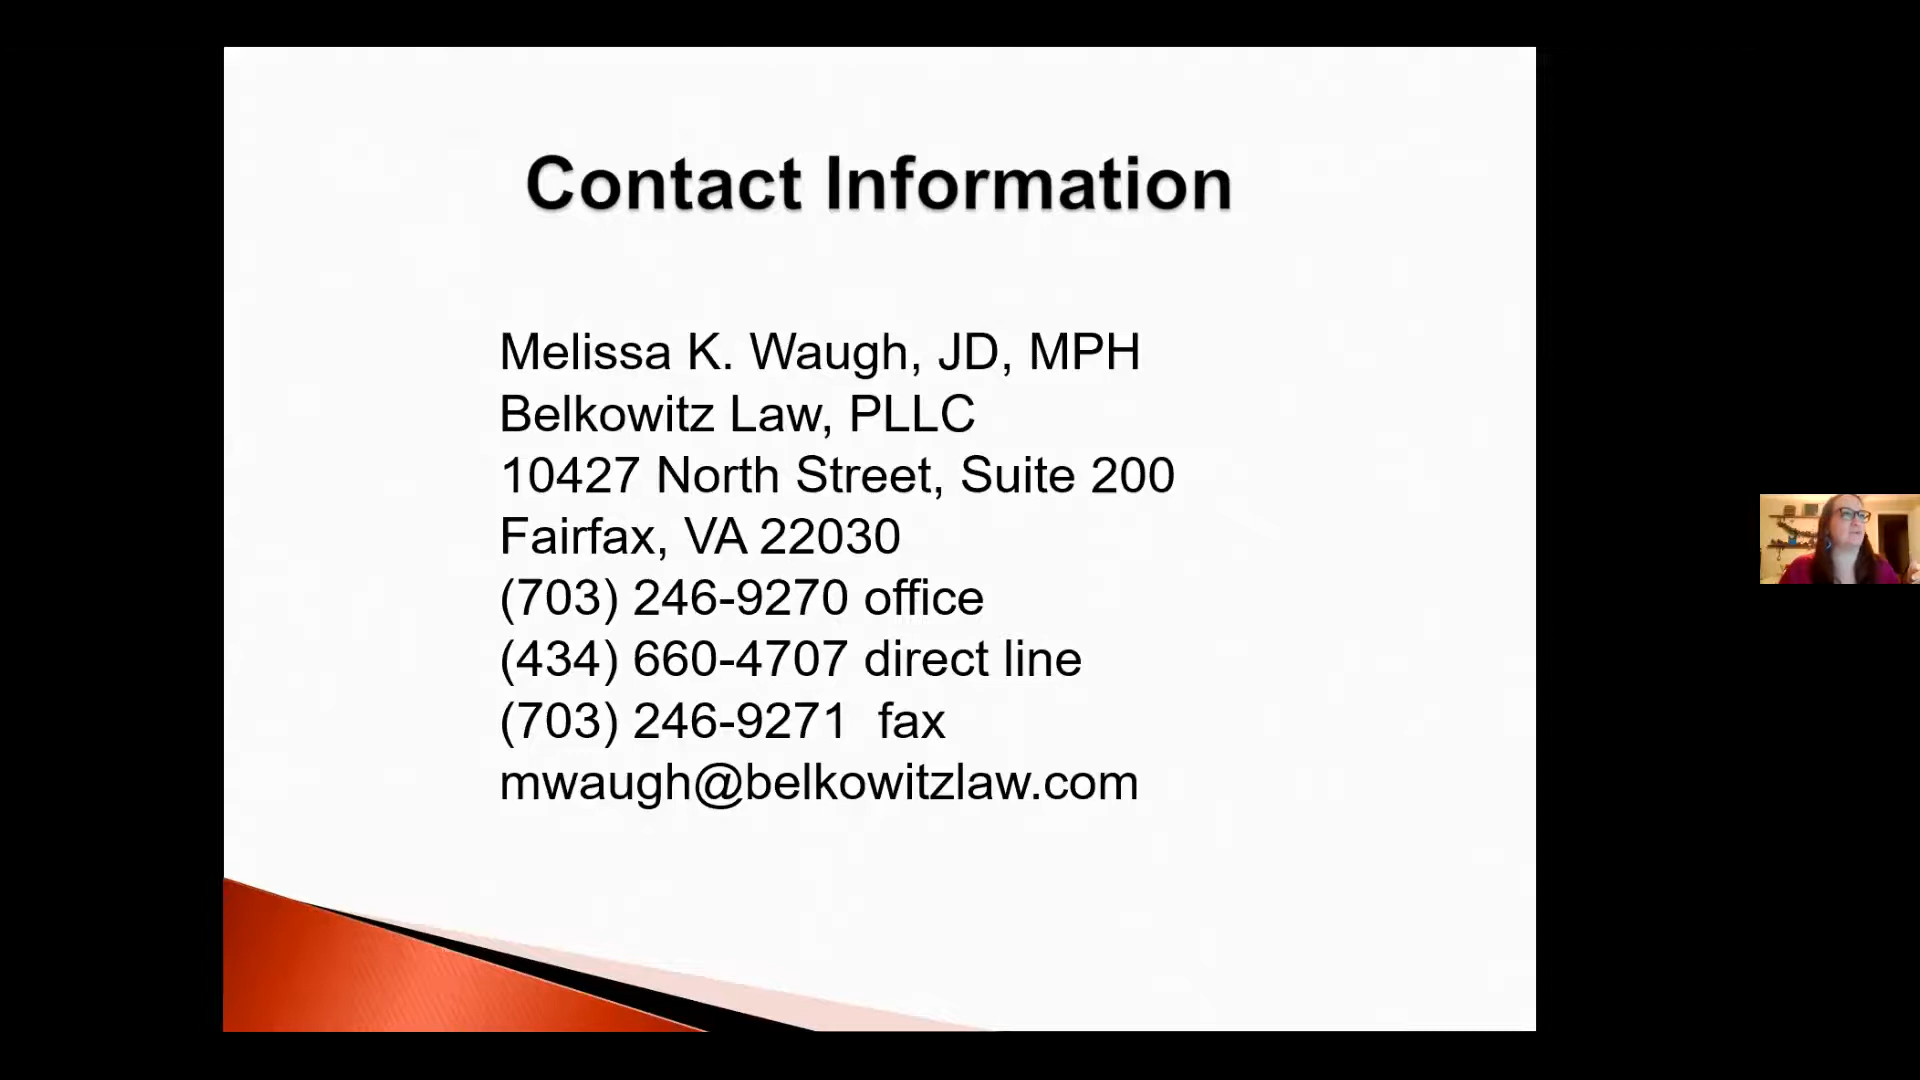 Contact Information
Melissa K. Waugh, JD, MPH
Belkowitz Law, PLLC
10427 North Street, Suite 200
Fairfax, VA 22030
(703) 246-9270 office
(434) 660-4707 direct line
(703) 246-9271  fax
mwaugh@belkowitzlaw.com